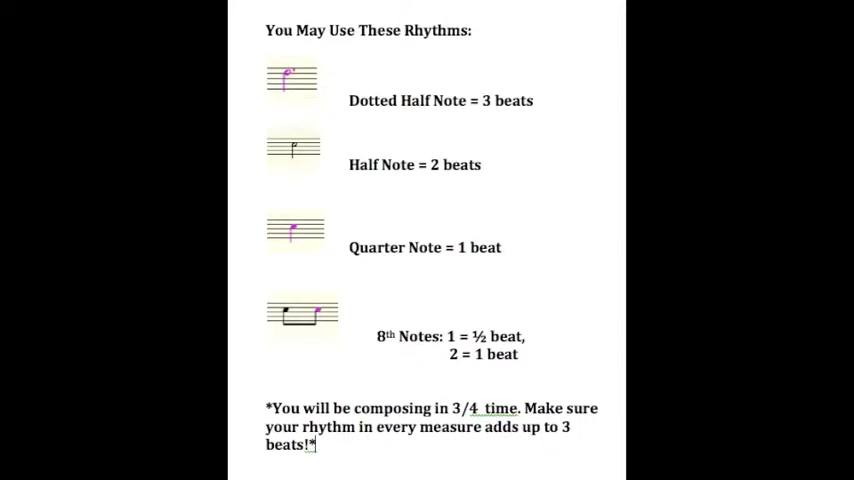 You May Use These Rhythms:
Dotted Half Note = 3 beats
Half Note = 2 beats
Quarter Note = 1 beat
8th Notes: 1 = ½ beat,
2 = 1 beat
*You will be composing in 3/4 time. Make sure
your rhythm in every measure adds up to 3
beats!*